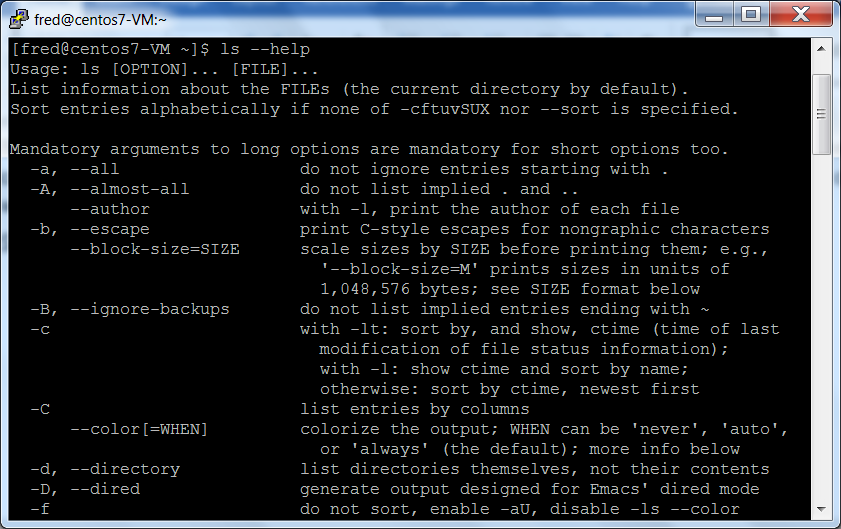 fred@centos7-VM:~
[fred@centos7-VM ~]$ ls --help
Usage: ls [OPTION]... [FILE]...
List information about the FILEs (the current directory by default).
Sort entries alphabetically if none of -cftuvSUX nor --sort is specified.

Mandatory arguments to long options are mandatory for short options too.
  -a, --all                  do not ignore entries starting with .
  -A, --almost-all           do not list implied . and ..
      --author               with -l, print the author of each file
  -b, --escape               print C-style escapes for nongraphic characters
      --block-size=SIZE      scale sizes by SIZE before printing them; e.g.,
                               '--block-size=M' prints sizes in units of
                               1,048,576 bytes; see SIZE format below
  -B, --ignore-backups       do not list implied entries ending with ~
  -c                         with -lt: sort by, and show, ctime (time of last
                               modification of file status information);
                               with -l: show ctime and sort by name;
                               otherwise: sort by ctime, newest first
  -C                         list entries by columns
      --color[=WHEN]         colorize the output; WHEN can be 'never', 'auto',
                               or 'always' (the default); more info below
  -d, --directory            list directories themselves, not their contents
  -D, --dired                generate output designed for Emacs' dired mode
  -f                         do not sort, enable -aU, disable -ls --color